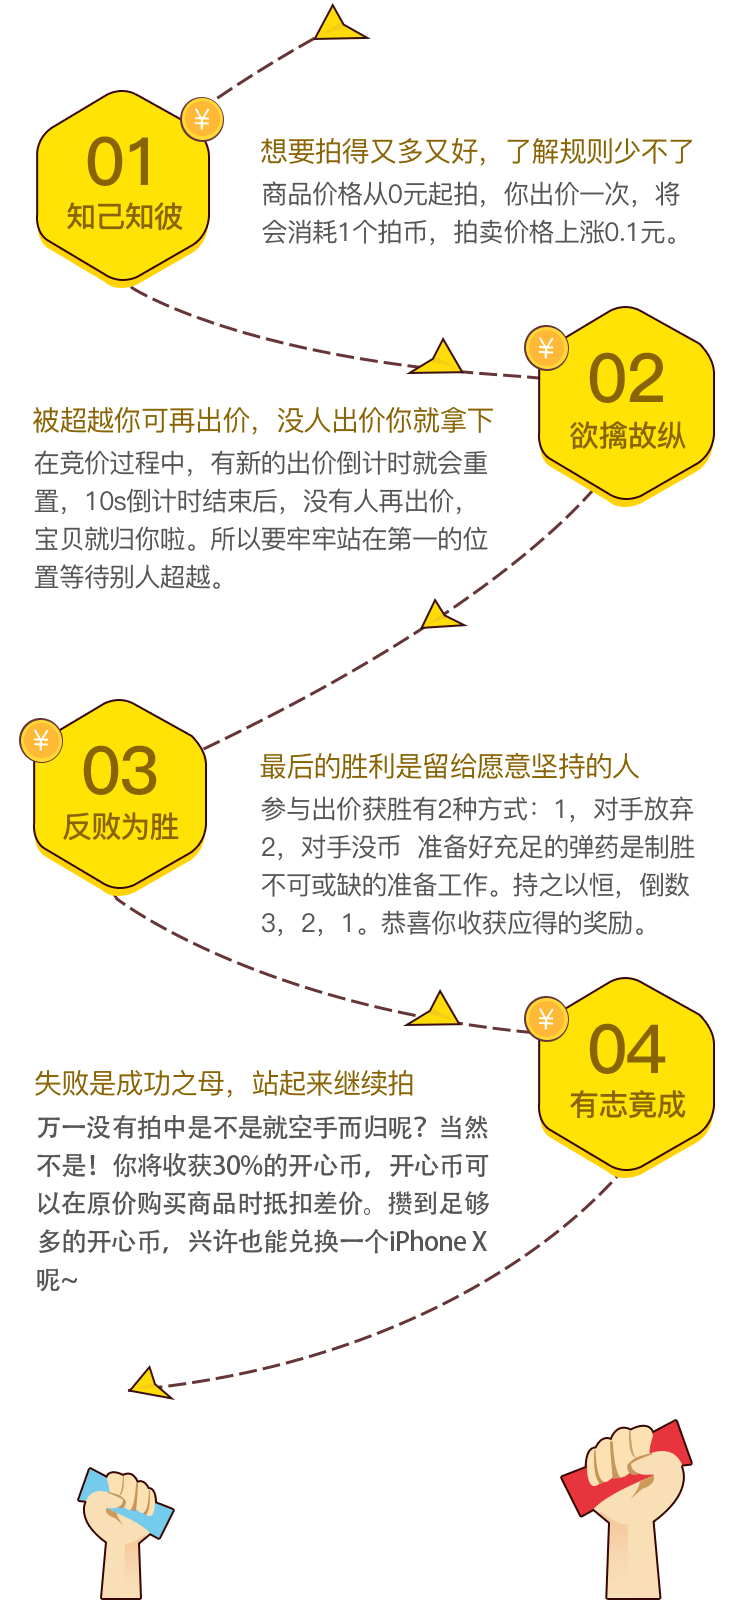 ¥
01
知己知彼
想要拍得又多又好，了解规则少不了
商品价格从0元起拍，你出价一次，将
会消耗1个拍币，拍卖价格上涨0.1元。
¥
02
欲擒故纵
被超越你可再出价，没人出价你就拿下
在竞价过程中，有新的出价倒计时就会重
置，10s倒计时结束后，没有人再出价，
宝贝就归你啦。所以要牢牢站在第一的位
置等待别人超越。
¥
03
反败为胜
最后的胜利是留给愿意坚持的人
参与出价获胜有2种方式：1，对手放弃
2，对手没币 准备好充足的弹药是制胜
不可或缺的准备工作。持之以恒，倒数
3，2，1。恭喜你收获应得的奖励。
¥
04
有志竟成
失败是成功之母，站起来继续拍
万一没有拍中是不是就空手而归呢？当然
不是！你将收获30%的开心币，开心币可
以在原价购买商品时抵扣差价。攒到足够
多的开心币，兴许也能兑换一个iPhone X
呢~